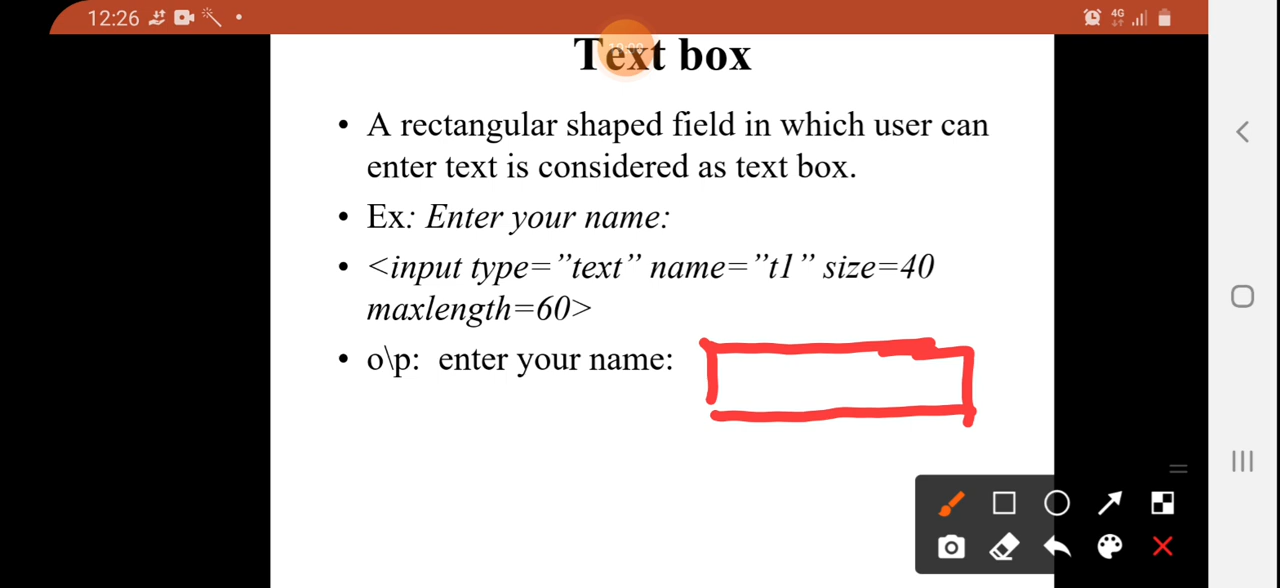 12:26
4G
Text box
• A rectangular shaped field in which user can
enter text is considered as text box.
• Ex: Enter your name:
• <input type=”text” name=”t1” size=40
maxlength=60>
• o\p: enter your name: